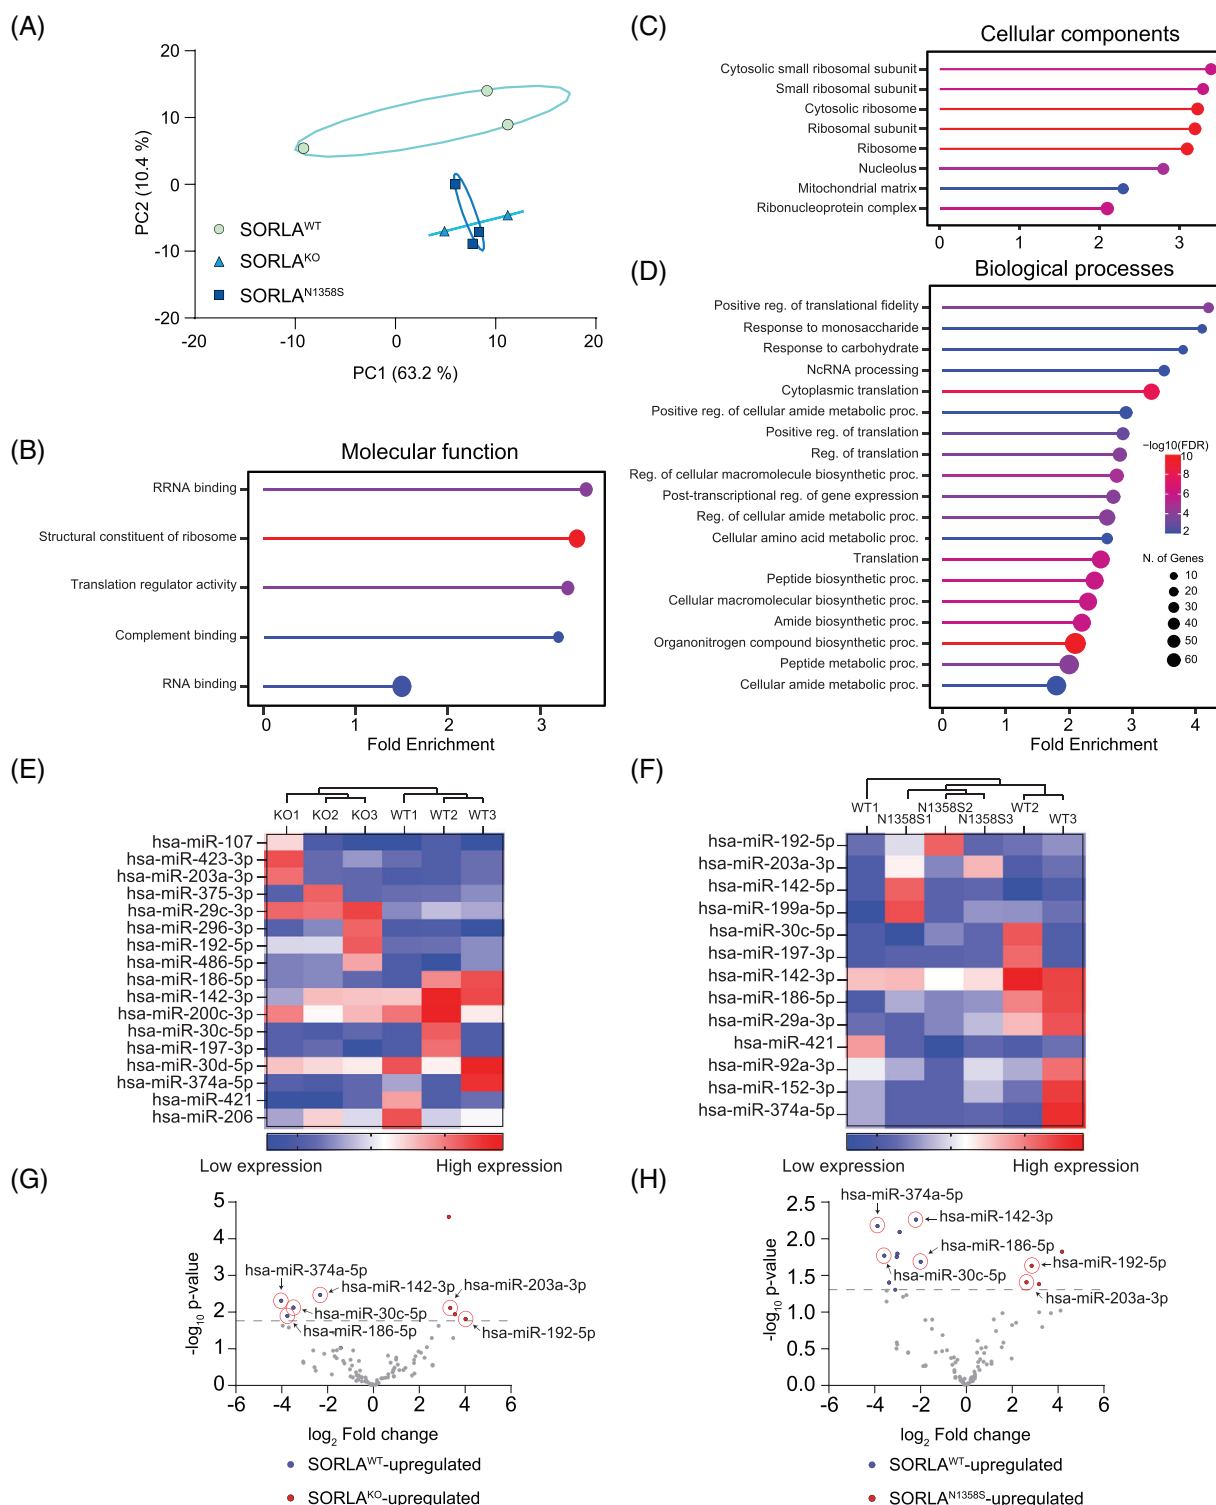 (A)
20
10
0
-10
-20
PC2 (10.4 %)
-20 -10 0 10 20
PC1 (63.2 %)
SORLAWT
SORLAKO
SORLAN1358S
(B)
Molecular function
RRNA binding
Structural constituent of ribosome
Translation regulator activity
Complement binding
RNA binding
0 1 2 3
Fold Enrichment
(C)
Cellular components
Cytosolic small ribosomal subunit
Small ribosomal subunit
Cytosolic ribosome
Ribosomal subunit
Ribosome
Nucleolus
Mitochondrial matrix
Ribonucleoprotein complex
0 1 2 3
(D)
Biological processes
Positive reg. of translational fidelity
Response to monosaccharide
Response to carbohydrate
NcRNA processing
Cytoplasmic translation
Positive reg. of cellular amide metabolic proc.
Positive reg. of translation
Reg. of translation
Reg. of cellular macromolecule biosynthetic proc.
Post-transcriptional reg. of gene expression
Reg. of cellular amide metabolic proc.
Cellular amino acid metabolic proc.
Translation
Peptide biosynthetic proc.
Cellular macromolecular biosynthetic proc.
Amide biosynthetic proc.
Organonitrogen compound biosynthetic proc.
Peptide metabolic proc.
Cellular amide metabolic proc.
0 1 2 3 4
Fold Enrichment
−log10(FDR)
10
8
6
4
2
N. of Genes
10
20
30
40
50
60
(E)
KO1 KO2 KO3 WT1 WT2 WT3
hsa-miR-107
hsa-miR-423-3p
hsa-miR-203a-3p
hsa-miR-375-3p
hsa-miR-29c-3p
hsa-miR-296-3p
hsa-miR-192-5p
hsa-miR-486-5p
hsa-miR-186-5p
hsa-miR-142-3p
hsa-miR-200c-3p
hsa-miR-30c-5p
hsa-miR-197-3p
hsa-miR-30d-5p
hsa-miR-374a-5p
hsa-miR-421
hsa-miR-206
Low expression High expression
(F)
WT1 N1358S1 N1358S2 N1358S3 WT2 WT3
hsa-miR-192-5p
hsa-miR-203a-3p
hsa-miR-142-5p
hsa-miR-199a-5p
hsa-miR-30c-5p
hsa-miR-197-3p
hsa-miR-142-3p
hsa-miR-186-5p
hsa-miR-29a-3p
hsa-miR-421
hsa-miR-92a-3p
hsa-miR-152-3p
hsa-miR-374a-5p
Low expression High expression
(G)
5
4
3
2
1
0
-log10 p-value
hsa-miR-374a-5p
hsa-miR-142-3p
hsa-miR-203a-3p
hsa-miR-30c-5p
hsa-miR-186-5p
hsa-miR-192-5p
-6 -4 -2 0 2 4 6
log2 Fold change
SORLAWT-upregulated
SORLAKO-upregulated
(H)
2.5
2.0
1.5
1.0
0.5
0.0
-log10 p-value
hsa-miR-374a-5p
hsa-miR-142-3p
hsa-miR-186-5p
hsa-miR-192-5p
hsa-miR-30c-5p
hsa-miR-203a-3p
-6 -4 -2 0 2 4 6
log2 Fold change
SORLAWT-upregulated
SORLAN1358S-upregulated